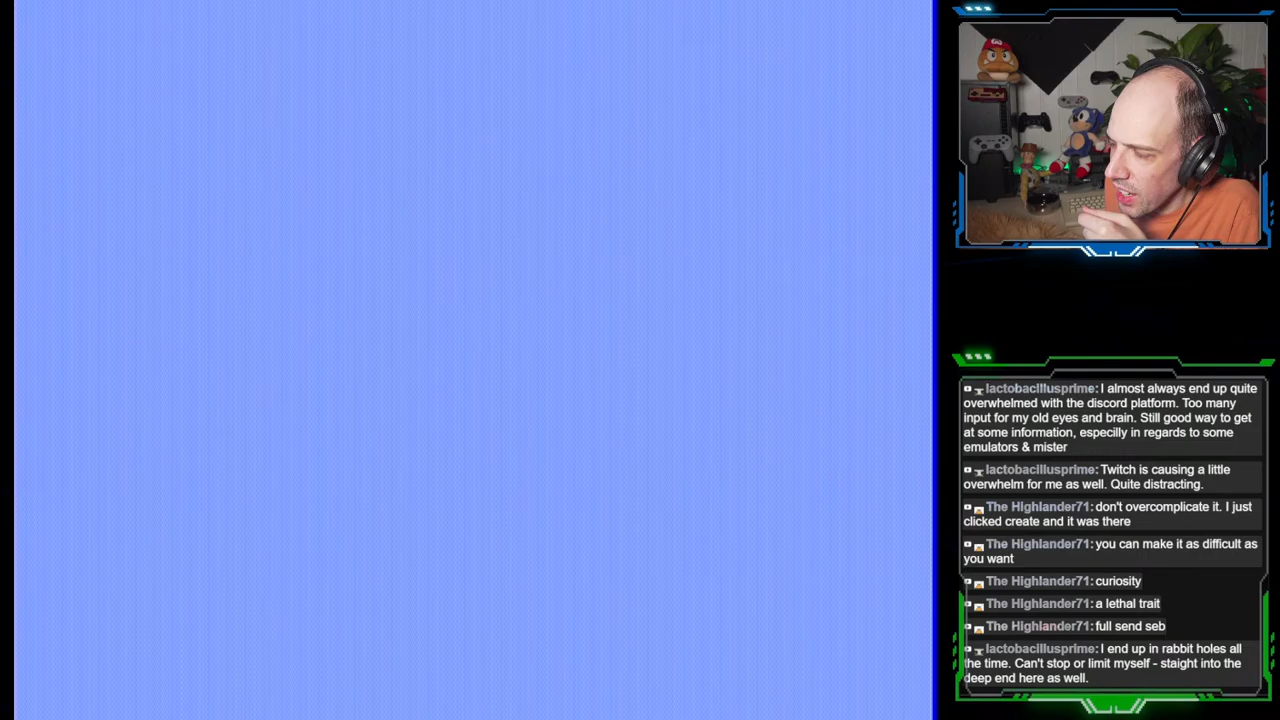 lactobacillusprime: I almost always end up quite
overwhelmed with the discord platform. Too many
input for my old eyes and brain. Still good way to get
at some information, especilly in regards to some
emulators & mister
lactobacillusprime: Twitch is causing a little
overwhelm for me as well. Quite distracting.
The Highlander71: don't overcomplicate it. I just
clicked create and it was there
The Highlander71: you can make it as difficult as
you want
The Highlander71: curiosity
The Highlander71: a lethal trait
The Highlander71: full send seb
lactobacillusprime: I end up in rabbit holes all
the time. Can't stop or limit myself - staight into the
deep end here as well.